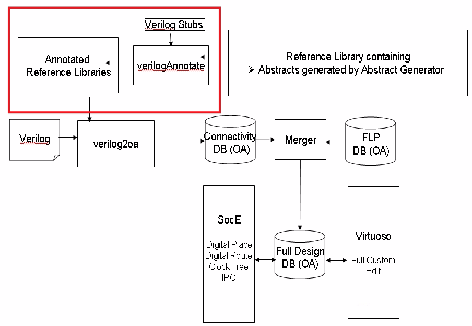 Verilog Stubs
Annotated
Reference Libraries
verilogAnnotate
Reference Library containing
Abstracts generated by Abstract Generator
Verilog
verilog2oa
Connectivity
DB (OA)
Merger
FLP
DB (OA)
SocE
Digital Place
Digital Route
Clock Tree
IPO
Full Design
DB (OA)
Virtuoso
Full Custom
Edit